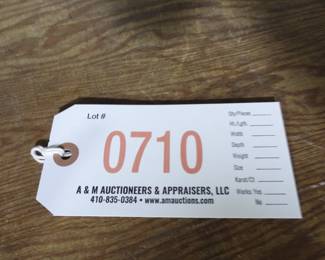 Lot #
0710
A & M AUCTIONEERS & APPRAISERS, LLC
410-835-0384 • www.amauctions.com
Qty/Pieces
Ht./Lgth.
Width
Depth
Weight
Size
Karat/Ct
Works: Yes
No